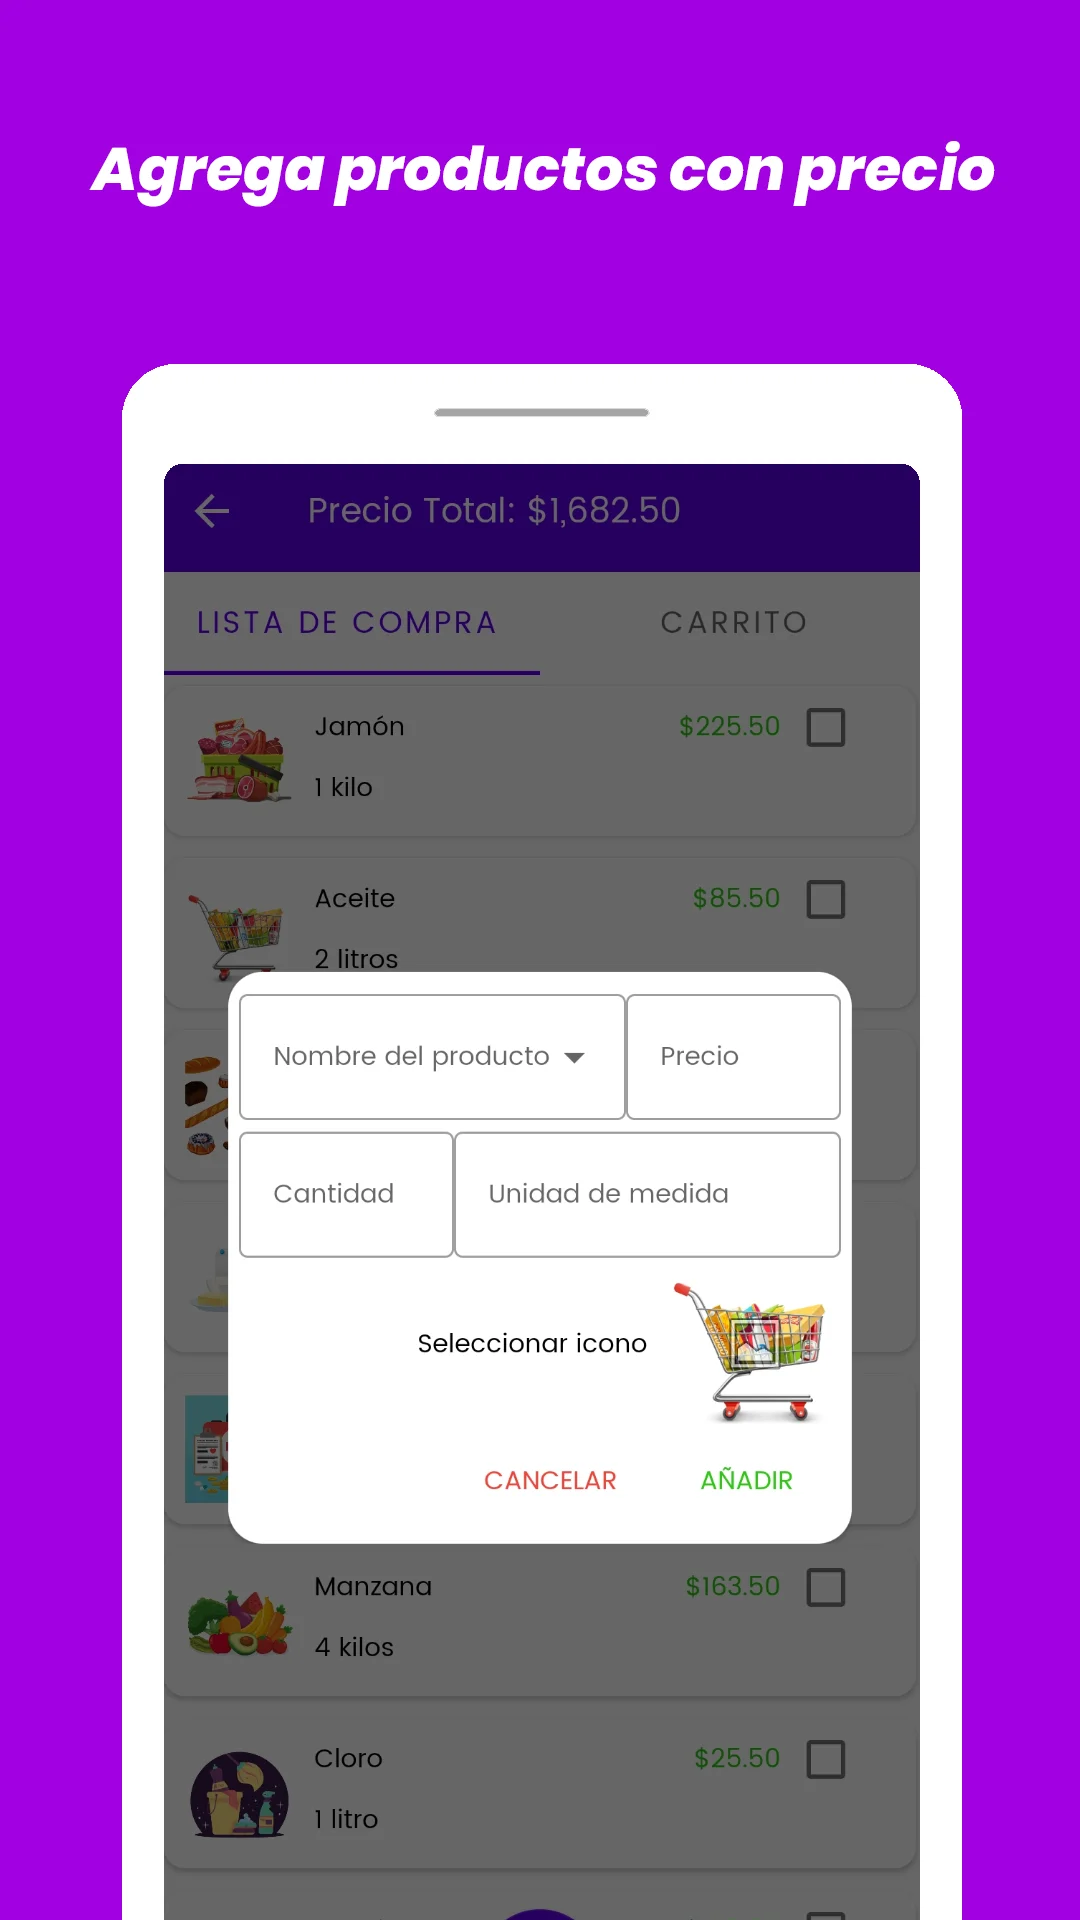 Agrega productos con precio
Precio Total: $1,682.50
LISTA DE COMPRA
CARRITO
Jamón
$225.50
1 kilo
Aceite
$85.50
2 litros
Nombre del producto
Precio
Cantidad
Unidad de medida
Seleccionar icono
CANCELAR
AÑADIR
Manzana
$163.50
4 kilos
Cloro
$25.50
1 litro